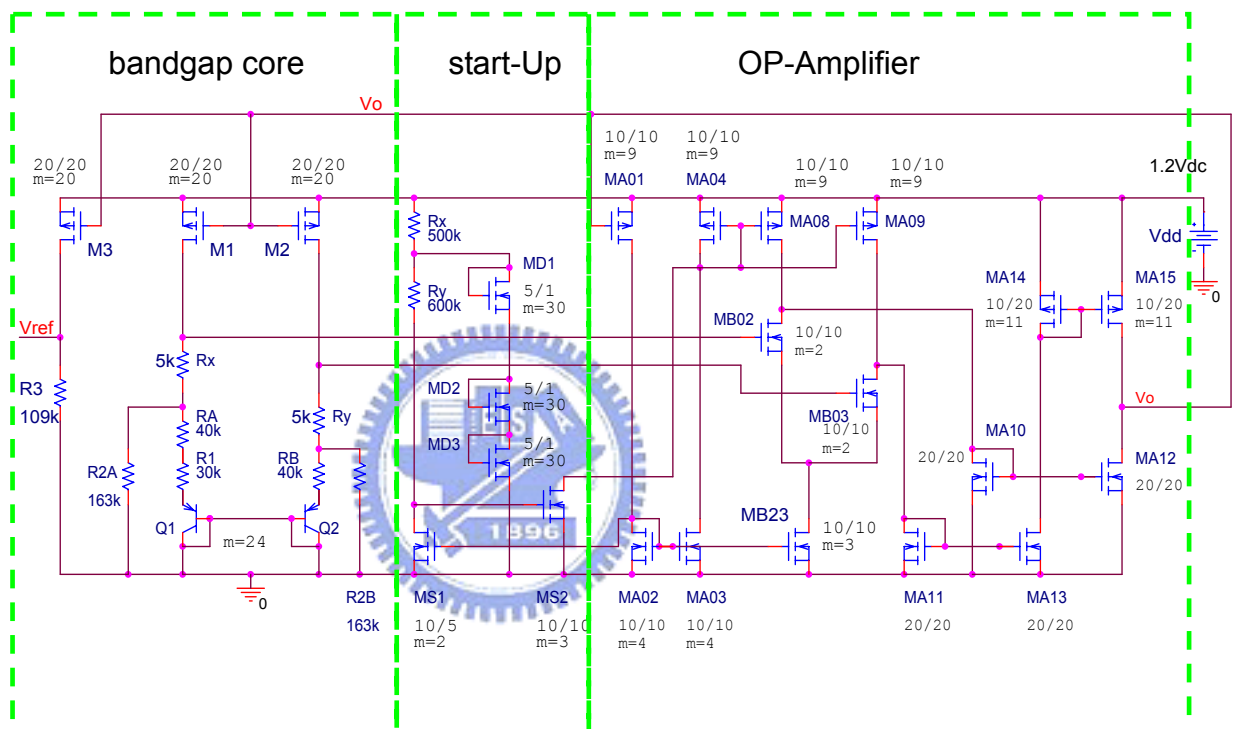 bandgap core
start-Up
OP-Amplifier
Vo
20/20
m=20
20/20
m=20
20/20
m=20
10/10
m=9
MA01
10/10
m=9
MA04
10/10
m=9
MA08
10/10
m=9
MA09
1.2Vdc
Vdd
0
M3
M1
M2
Rx
500k
Ry
600k
MD1
5/1
m=30
MA14
10/20
m=11
MA15
10/20
m=11
Vref
MB02
10/10
m=2
5k
Rx
R3
109k
RA
40k
R1
30k
5k
Ry
RB
40k
R2A
163k
MD2
5/1
m=30
MD3
5/1
m=30
MB03
10/10
m=2
Vo
MA10
20/20
MA12
20/20
Q1
Q2
m=24
1896
MB23
10/10
m=3
0
R2B
163k
MS1
10/5
m=2
MS2
10/10
m=3
MA02
10/10
m=4
MA03
10/10
m=4
MA11
20/20
MA13
20/20